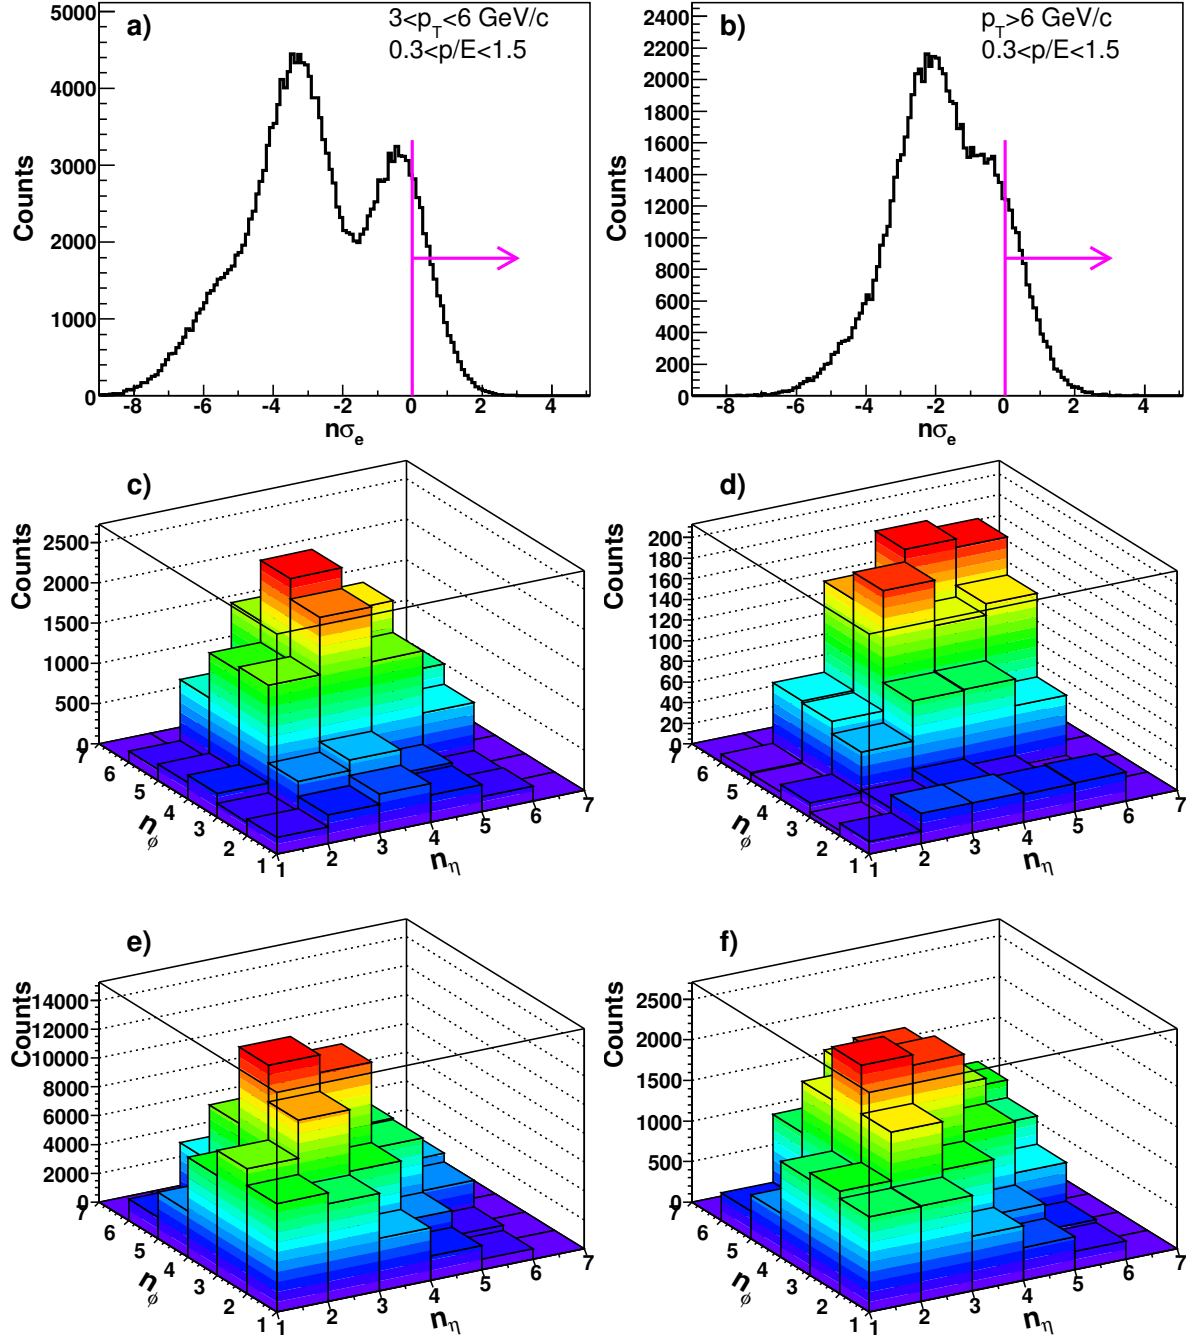 a)
3<p_T<6 GeV/c
0.3<p/E<1.5
Counts
5000
4000
3000
2000
1000
0
-8 -6 -4 -2 0 2 4
nσ_e
b)
p_T>6 GeV/c
0.3<p/E<1.5
Counts
2400
2200
2000
1800
1600
1400
1200
1000
800
600
400
200
0
-8 -6 -4 -2 0 2 4
nσ_e
c)
Counts
2500
2000
1500
1000
500
0
7 6 5 4 3 2 1
n_ϕ
1 2 3 4 5 6 7
n_η
d)
Counts
200
180
160
140
120
100
80
60
40
20
0
7 6 5 4 3 2 1
n_ϕ
1 2 3 4 5 6 7
n_η
e)
Counts
14000
12000
10000
8000
6000
4000
2000
0
7 6 5 4 3 2 1
n_ϕ
1 2 3 4 5 6 7
n_η
f)
Counts
2500
2000
1500
1000
500
0
7 6 5 4 3 2 1
n_ϕ
1 2 3 4 5 6 7
n_η